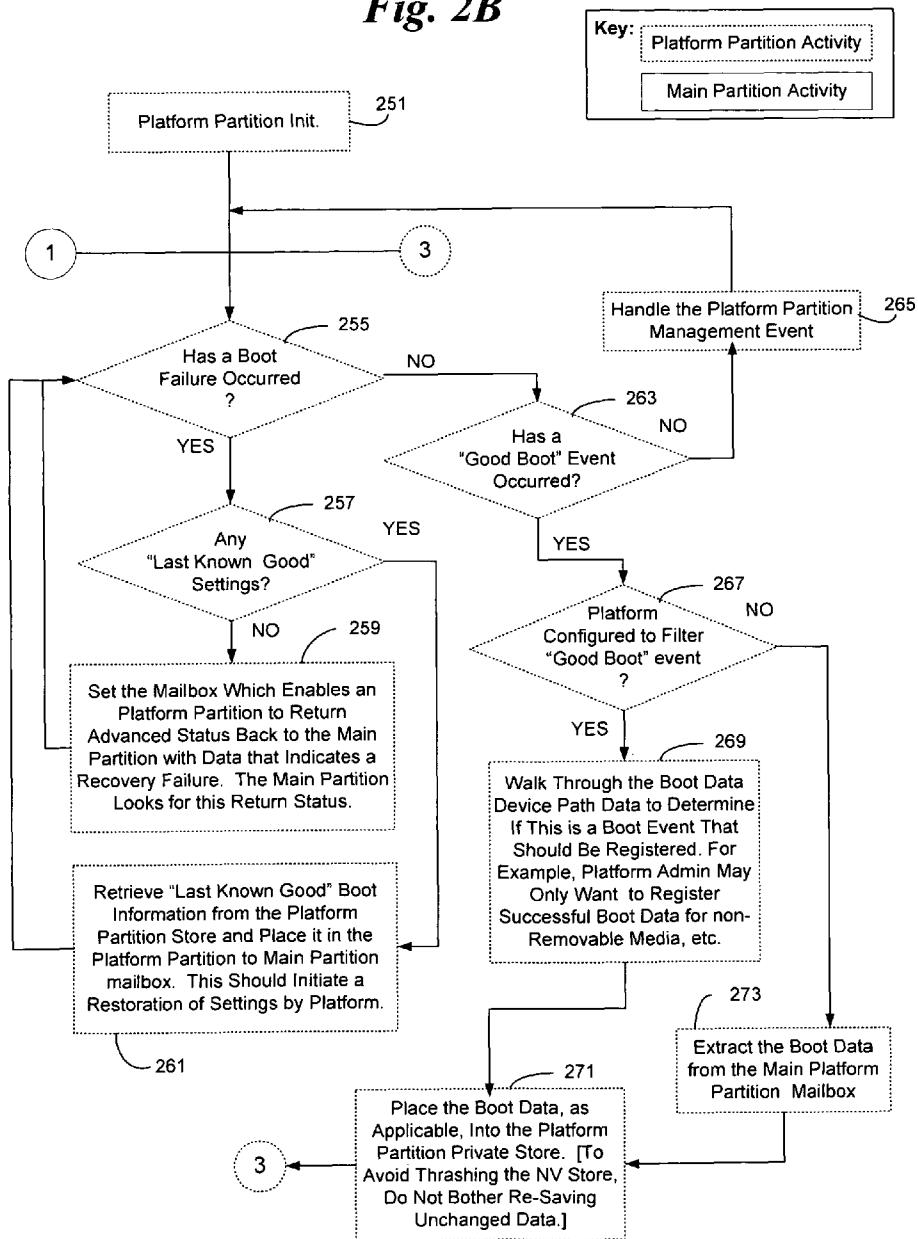 Fig. 2B
Key:
Platform Partition Activity
Main Partition Activity
Platform Partition Init.
251
1
3
Handle the Platform Partition
Management Event
265
255
Has a Boot
Failure Occurred
?
NO
YES
263
Has a
“Good Boot” Event
Occurred?
NO
YES
257
Any
“Last Known Good”
Settings?
YES
NO
267
Platform
Configured to Filter
“Good Boot” event
?
NO
YES
259
Set the Mailbox Which Enables an
Platform Partition to Return
Advanced Status Back to the Main
Partition with Data that Indicates a
Recovery Failure. The Main Partition
Looks for this Return Status.
269
Walk Through the Boot Data
Device Path Data to Determine
If This is a Boot Event That
Should Be Registered. For
Example, Platform Admin May
Only Want to Register
Successful Boot Data for non-
Removable Media, etc.
Retrieve “Last Known Good” Boot
Information from the Platform
Partition Store and Place it in the
Platform Partition to Main Partition
mailbox. This Should Initiate a
Restoration of Settings by Platform.
261
273
Extract the Boot Data
from the Main Platform
Partition Mailbox
271
Place the Boot Data, as
Applicable, Into the Platform
Partition Private Store. [To
Avoid Thrashing the NV Store,
Do Not Bother Re-Saving
Unchanged Data.]
3